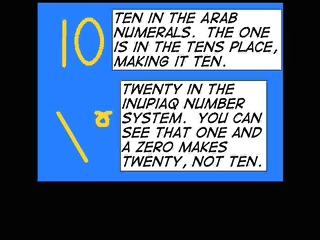 10
TEN IN THE ARAB
NUMERALS. THE ONE
IS IN THE TENS PLACE,
MAKING IT TEN.
TWENTY IN THE
INUPIAQ NUMBER
SYSTEM. YOU CAN
SEE THAT ONE AND
A ZERO MAKES
TWENTY, NOT TEN.